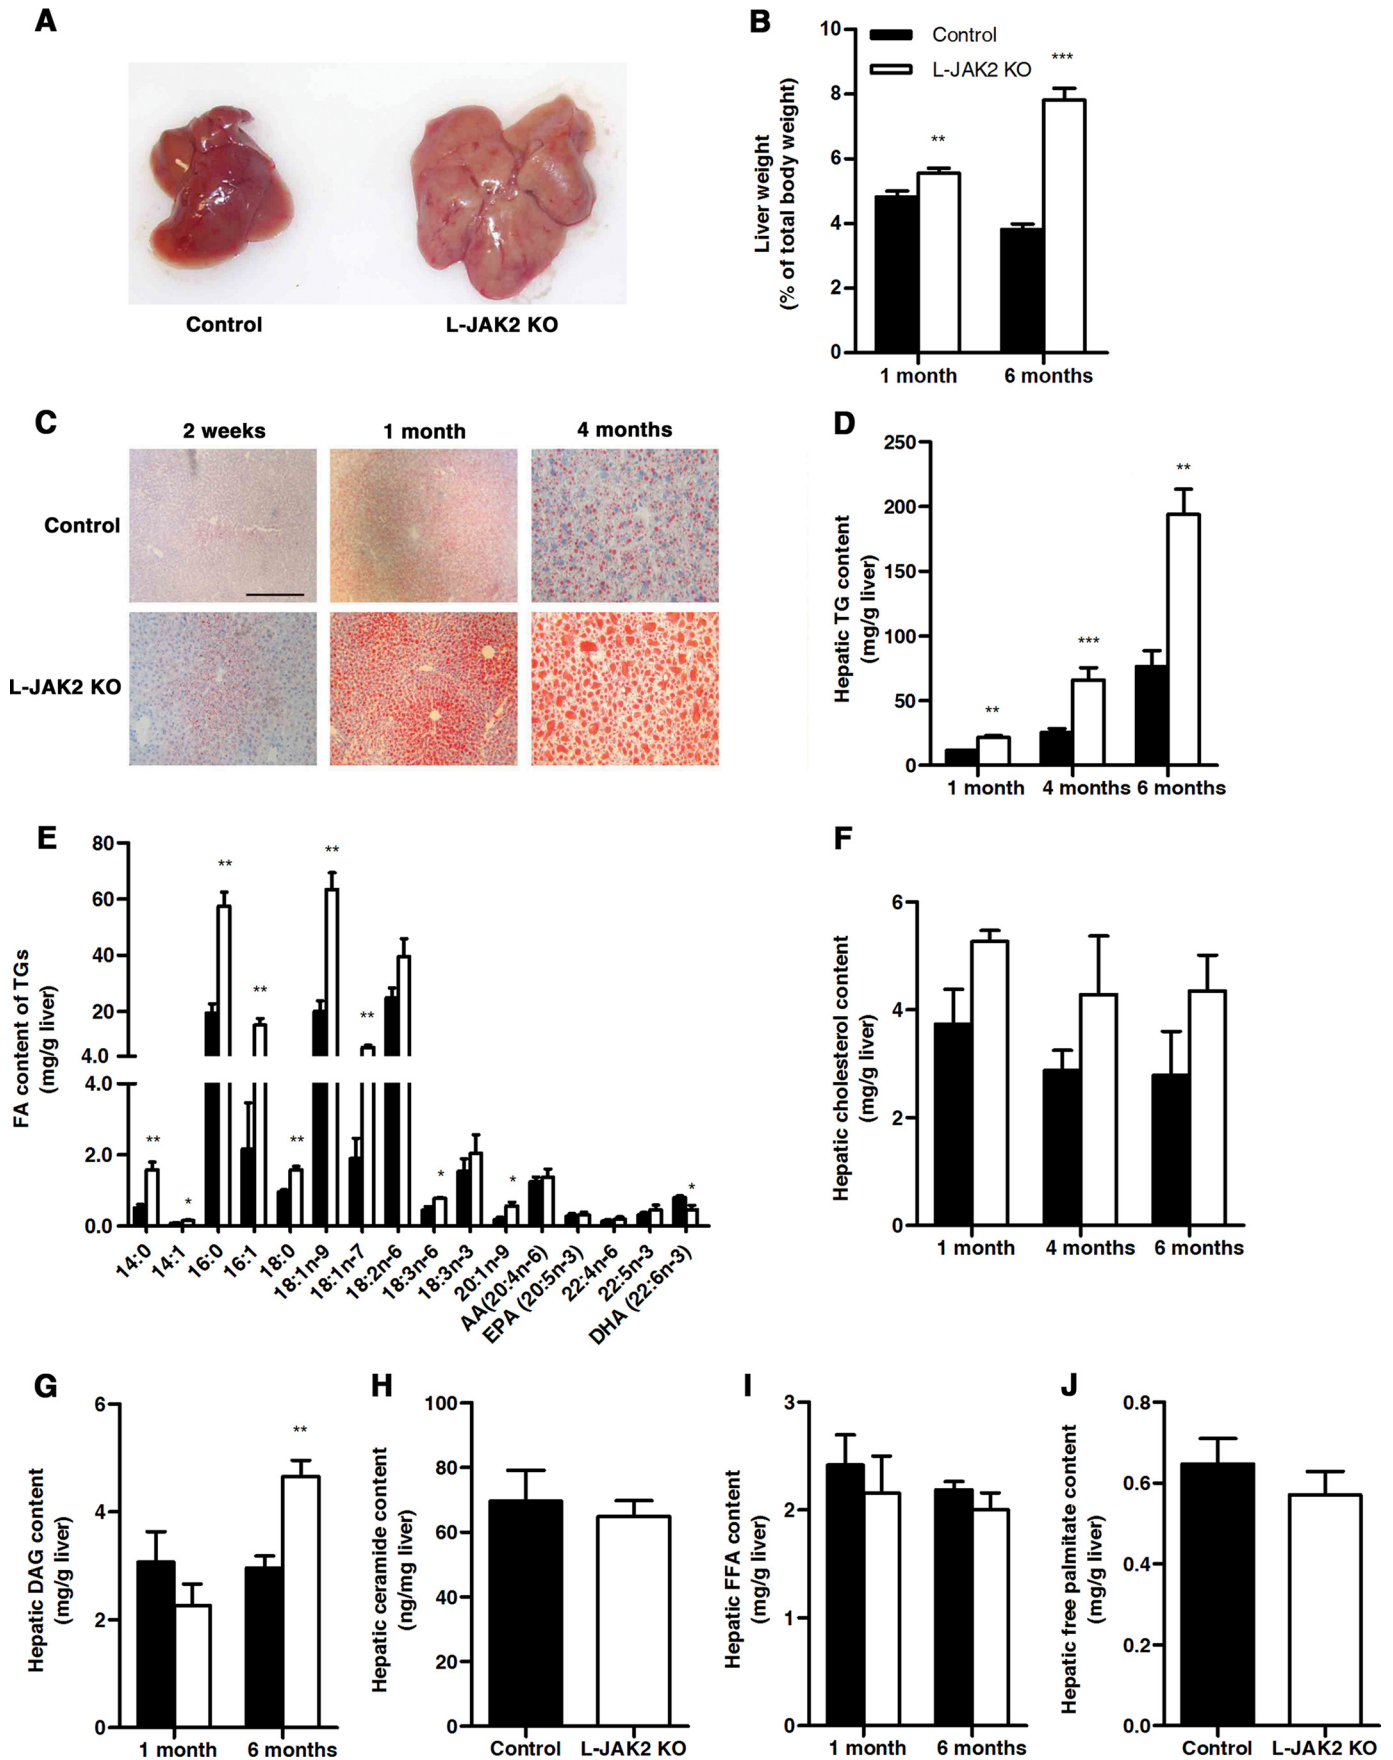 A
Control
L-JAK2 KO
B
Control
L-JAK2 KO
Liver weight
(% of total body weight)
10
8
6
4
2
0
**
***
1 month
6 months
C
2 weeks
1 month
4 months
Control
L-JAK2 KO
D
Hepatic TG content
(mg/g liver)
250
200
150
100
50
0
**
***
**
1 month
4 months
6 months
E
FA content of TGs
(mg/g liver)
80
60
40
20
4.0
4.0
2.0
0.0
**
*
**
**
**
**
**
*
*
*
14:0
14:1
16:0
16:1
18:0
18:1n-9
18:1n-7
18:2n-6
18:3n-6
18:3n-3
20:1n-9
AA(20:4n-6)
EPA (20:5n-3)
22:4n-6
22:5n-3
DHA (22:6n-3)
F
Hepatic cholesterol content
(mg/g liver)
6
4
2
0
1 month
4 months
6 months
G
Hepatic DAG content
(mg/g liver)
6
4
2
0
**
1 month
6 months
H
Hepatic ceramide content
(ng/mg liver)
100
80
60
40
20
0
Control
L-JAK2 KO
I
Hepatic FFA content
(mg/g liver)
3
2
1
0
1 month
6 months
J
Hepatic free palmitate content
(mg/g liver)
0.8
0.6
0.4
0.2
0.0
Control
L-JAK2 KO